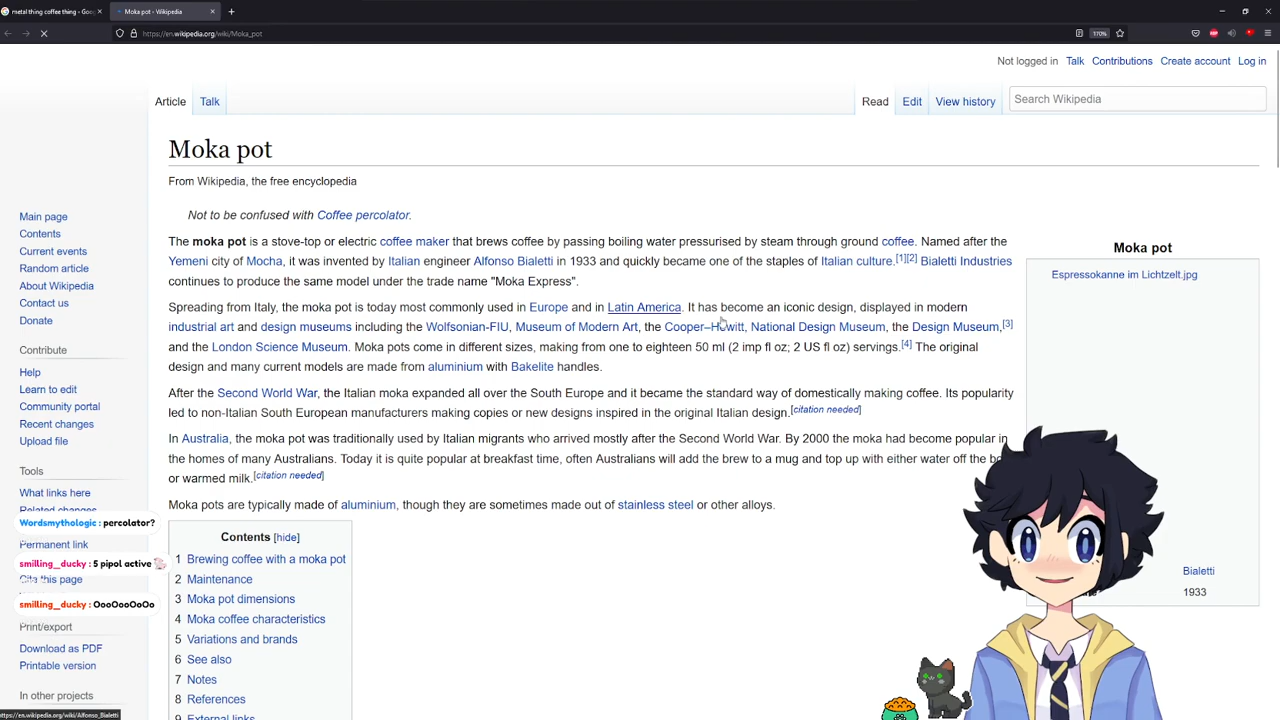 metal thing coffee thing - Goo
Moka pot - Wikipedia
https://en.wikipedia.org/wiki/Moka_pot
170%
Not logged in Talk Contributions Create account Log in
Article Talk
Read Edit View history
Search Wikipedia
Moka pot
From Wikipedia, the free encyclopedia
Not to be confused with Coffee percolator.
The moka pot is a stove-top or electric coffee maker that brews coffee by passing boiling water pressurised by steam through ground coffee. Named after the
Yemeni city of Mocha, it was invented by Italian engineer Alfonso Bialetti in 1933 and quickly became one of the staples of Italian culture.[1][2] Bialetti Industries
continues to produce the same model under the trade name "Moka Express".
Spreading from Italy, the moka pot is today most commonly used in Europe and in Latin America. It has become an iconic design, displayed in modern
industrial art and design museums including the Wolfsonian-FIU, Museum of Modern Art, the Cooper–Hewitt, National Design Museum, the Design Museum,[3]
and the London Science Museum. Moka pots come in different sizes, making from one to eighteen 50 ml (2 imp fl oz; 2 US fl oz) servings.[4] The original
design and many current models are made from aluminium with Bakelite handles.
After the Second World War, the Italian moka expanded all over the South Europe and it became the standard way of domestically making coffee. Its popularity
led to non-Italian South European manufacturers making copies or new designs inspired in the original Italian design.[citation needed]
In Australia, the moka pot was traditionally used by Italian migrants who arrived mostly after the Second World War. By 2000 the moka had become popular in
the homes of many Australians. Today it is quite popular at breakfast time, often Australians will add the brew to a mug and top up with either water off the bo
or warmed milk.[citation needed]
Moka pots are typically made of aluminium, though they are sometimes made out of stainless steel or other alloys.
Contents [hide]
1 Brewing coffee with a moka pot
2 Maintenance
3 Moka pot dimensions
4 Moka coffee characteristics
5 Variations and brands
6 See also
7 Notes
8 References
9 External links
Moka pot
Espressokanne im Lichtzelt.jpg
Bialetti
1933
Main page
Contents
Current events
Random article
About Wikipedia
Contact us
Donate
Contribute
Help
Learn to edit
Community portal
Recent changes
Upload file
Tools
What links here
Related changes
Wordsmythologic : percolator?
Permanent link
smilling_ducky : 5 pipol active
Cite this page
smilling_ducky : OooOooOoOo
Print/export
Download as PDF
Printable version
In other projects
https://en.wikipedia.org/wiki/Alfonso_Bialetti